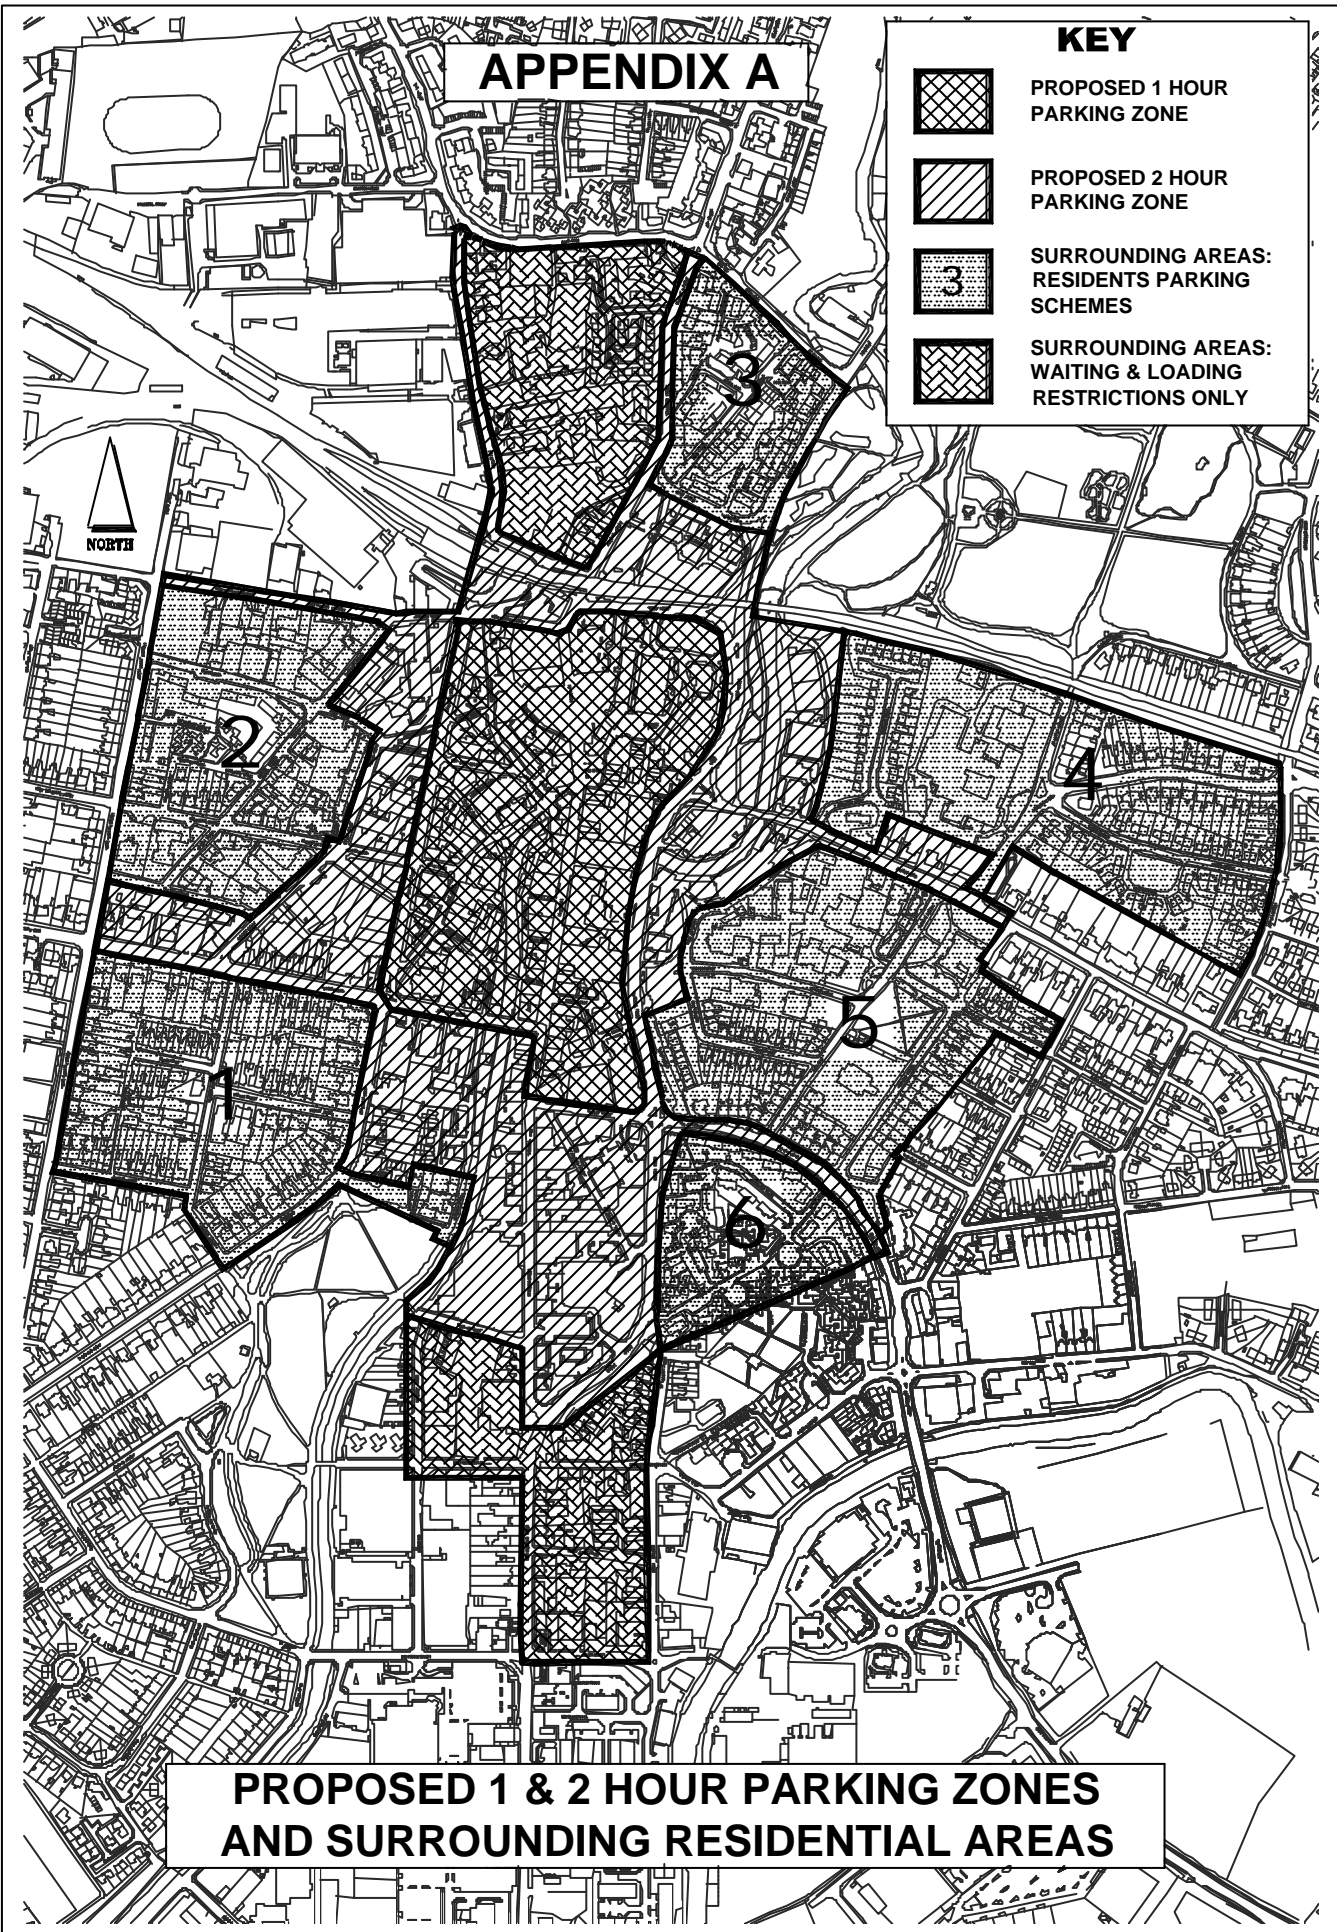 APPENDIX A
KEY
PROPOSED 1 HOUR
PARKING ZONE
PROPOSED 2 HOUR
PARKING ZONE
3
SURROUNDING AREAS:
RESIDENTS PARKING
SCHEMES
SURROUNDING AREAS:
WAITING & LOADING
RESTRICTIONS ONLY
3
NORTH
2
4
5
1
6
PROPOSED 1 & 2 HOUR PARKING ZONES
AND SURROUNDING RESIDENTIAL AREAS